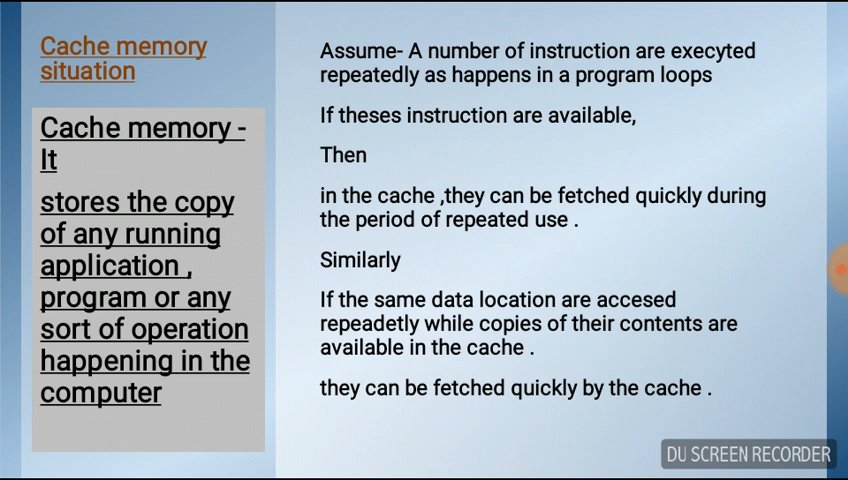 Cache memory
situation
Cache memory -
It
stores the copy
of any running
application ,
program or any
sort of operation
happening in the
computer
Assume- A number of instruction are execyted
repeatedly as happens in a program loops
If theses instruction are available,
Then
in the cache ,they can be fetched quickly during
the period of repeated use .
Similarly
If the same data location are accesed
repeadetly while copies of their contents are
available in the cache .
they can be fetched quickly by the cache .
DU SCREEN RECORDER